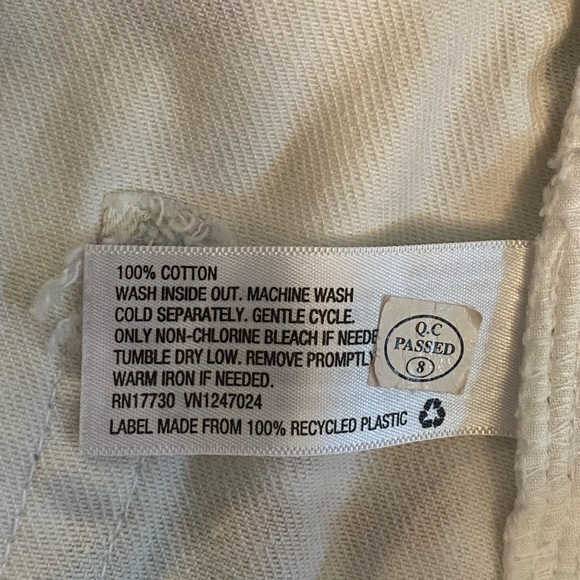 100% COTTON
WASH INSIDE OUT. MACHINE WASH
COLD SEPARATELY. GENTLE CYCLE.
ONLY NON-CHLORINE BLEACH IF NEEDE
TUMBLE DRY LOW. REMOVE PROMPTLY
WARM IRON IF NEEDED.
RN17730 VN1247024
LABEL MADE FROM 100% RECYCLED PLASTIC
Q.C
PASSED
8